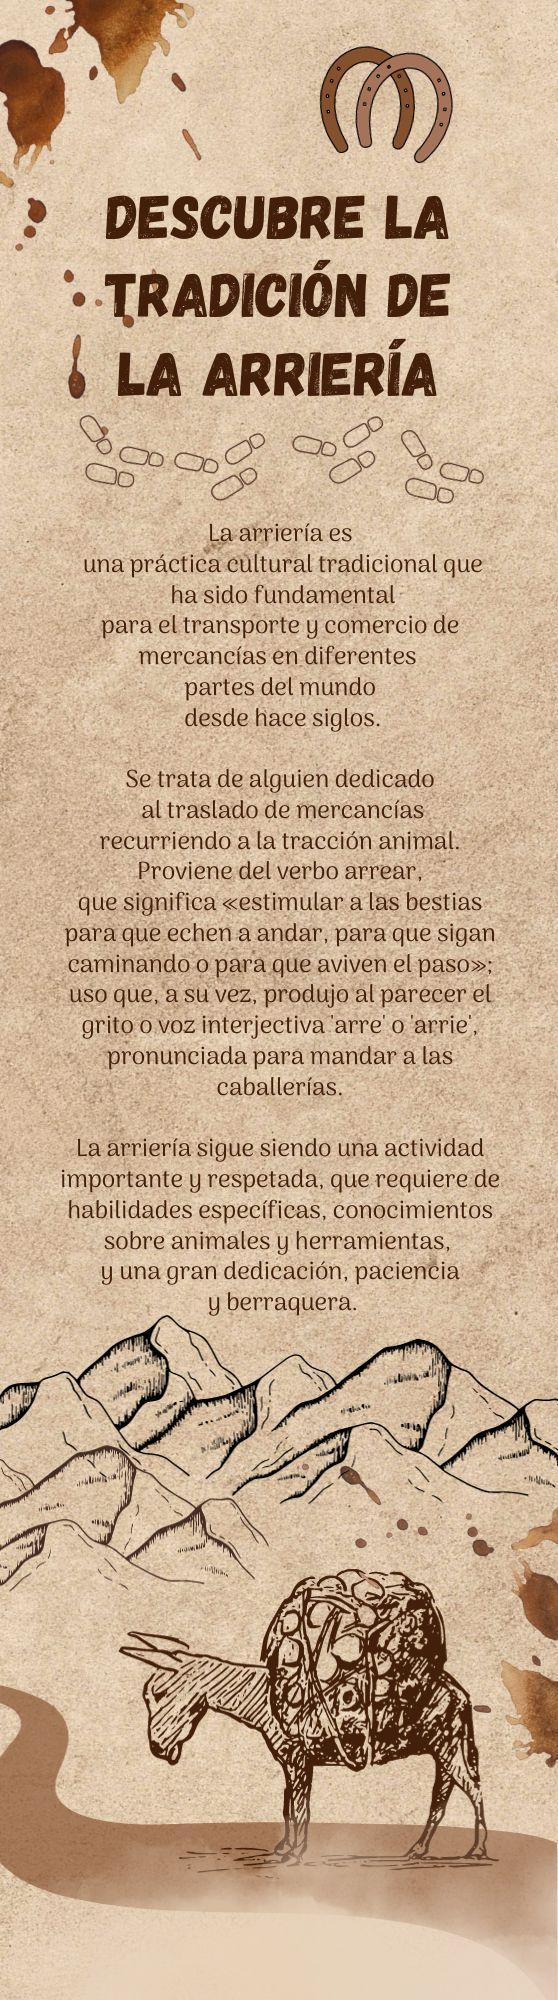 DESCUBRE LA
TRADICIÓN DE
LA ARRIERÍA
La arriería es
una práctica cultural tradicional que
ha sido fundamental
para el transporte y comercio de
mercancías en diferentes
partes del mundo
desde hace siglos.
Se trata de alguien dedicado
al traslado de mercancías
recurriendo a la tracción animal.
Proviene del verbo arrear,
que significa «estimular a las bestias
para que echen a andar, para que sigan
caminando o para que aviven el paso»;
uso que, a su vez, produjo al parecer el
grito o voz interjectiva 'arre' o 'arrie',
pronunciada para mandar a las
caballerías.
La arriería sigue siendo una actividad
importante y respetada, que requiere de
habilidades específicas, conocimientos
sobre animales y herramientas,
y una gran dedicación, paciencia
y berraquera.